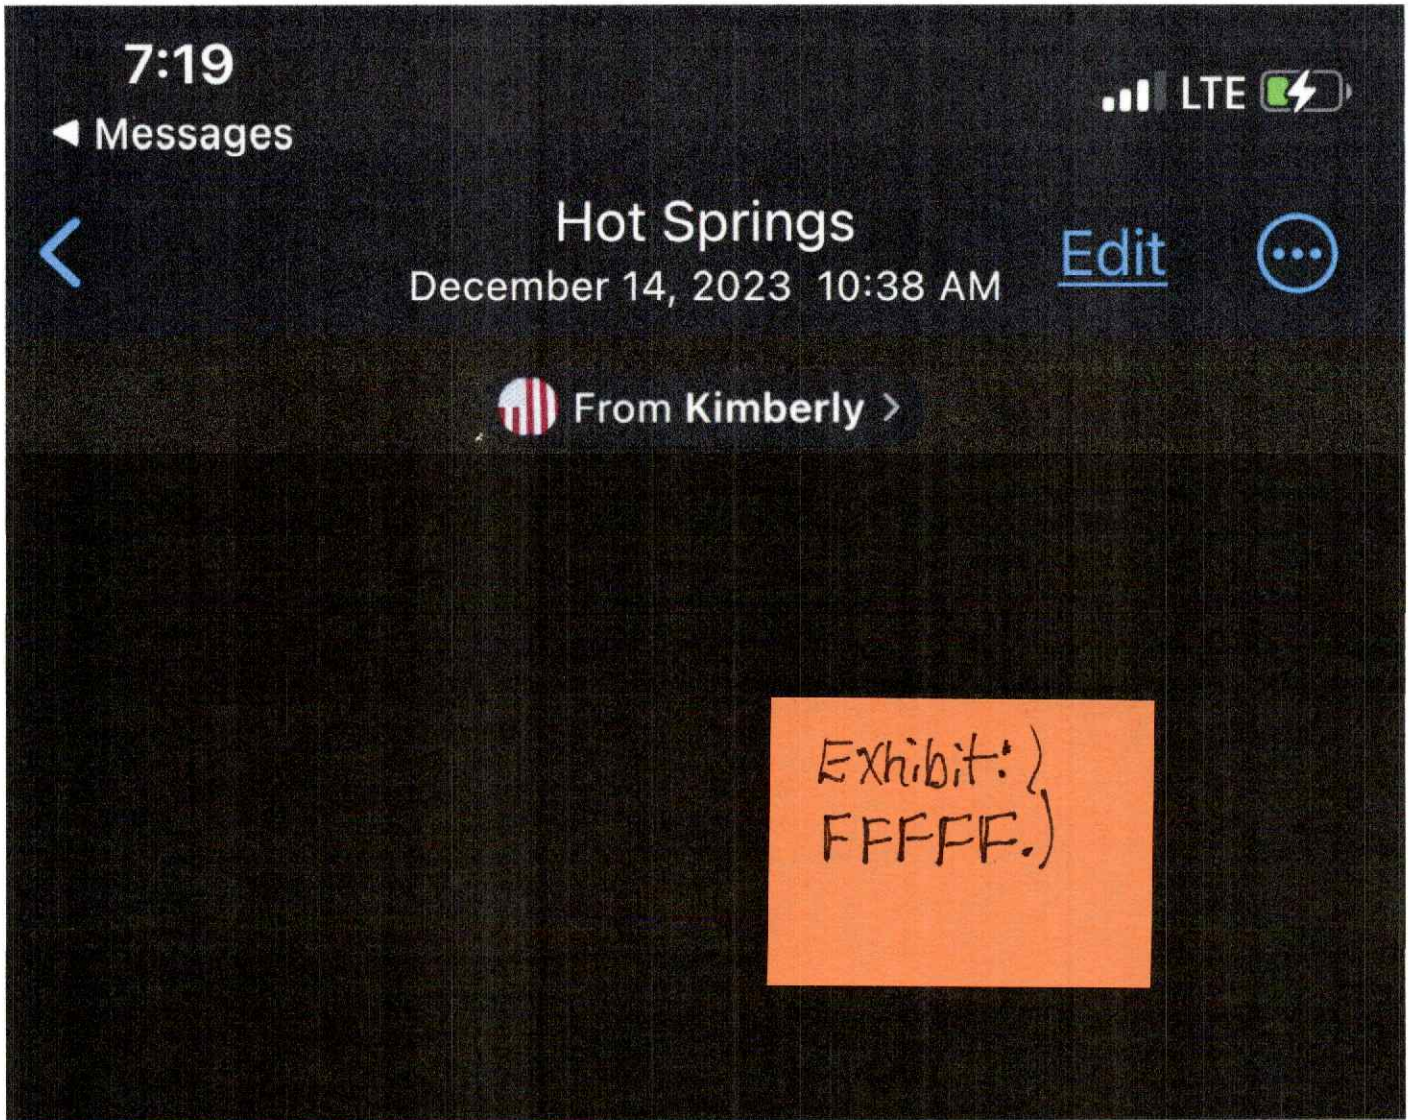 7:19
LTE
◀ Messages
Hot Springs
Edit
December 14, 2023 10:38 AM
From Kimberly >
Exhibit:)
FFFFF.)